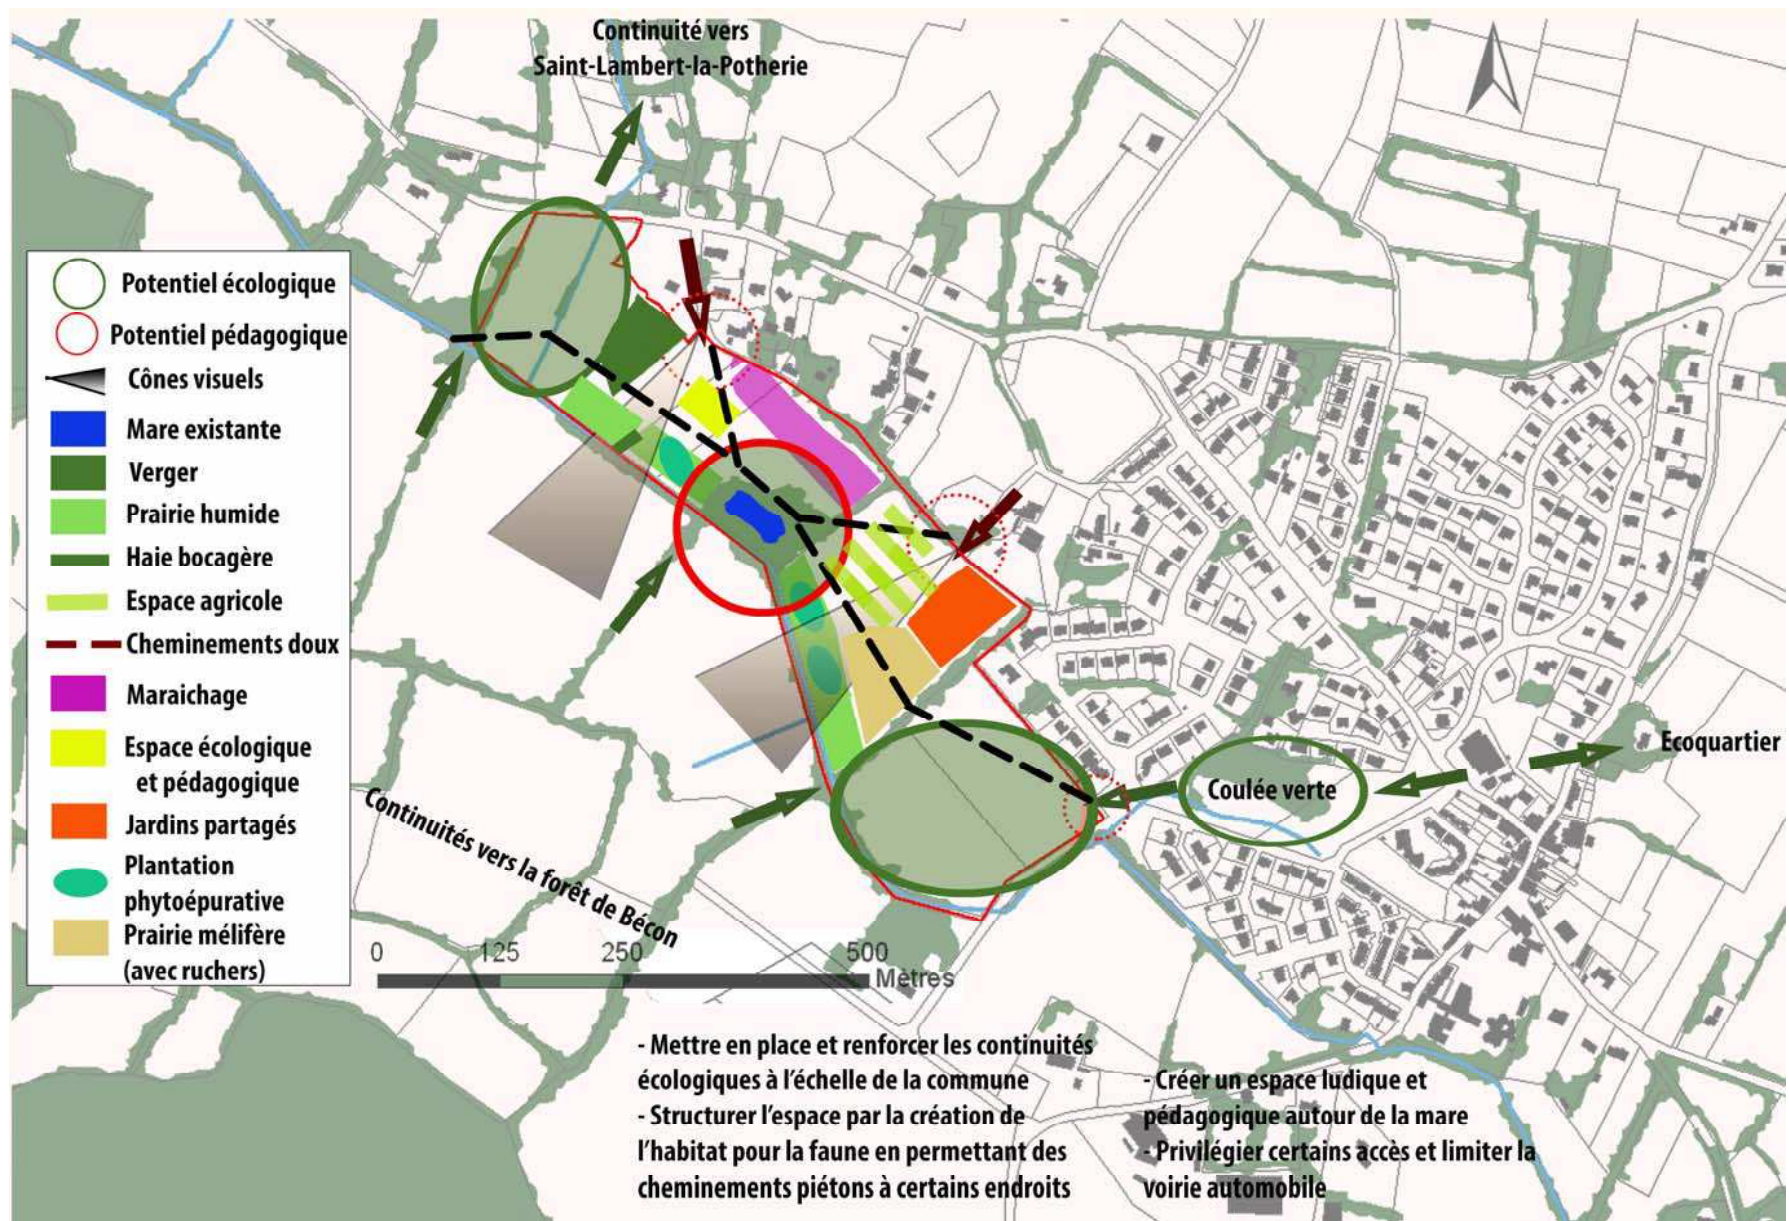 Continuité vers
Saint-Lambert-la-Potherie
Potentiel écologique
Potentiel pédagogique
Cônes visuels
Mare existante
Verger
Prairie humide
Haie bocagère
Espace agricole
Cheminements doux
Maraichage
Espace écologique
et pédagogique
Jardins partagés
Plantation
phytoépurative
Prairie mélifère
(avec ruchers)
Ecoquartier
Coulée verte
Continuités vers la forêt de Bécon
0 125 250 500
Mètres
- Mettre en place et renforcer les continuités
écologiques à l'échelle de la commune
- Structurer l'espace par la création de
l'habitat pour la faune en permettant des
cheminements piétons à certains endroits
- Créer un espace ludique et
pédagogique autour de la mare
- Privilégier certains accès et limiter la
voirie automobile